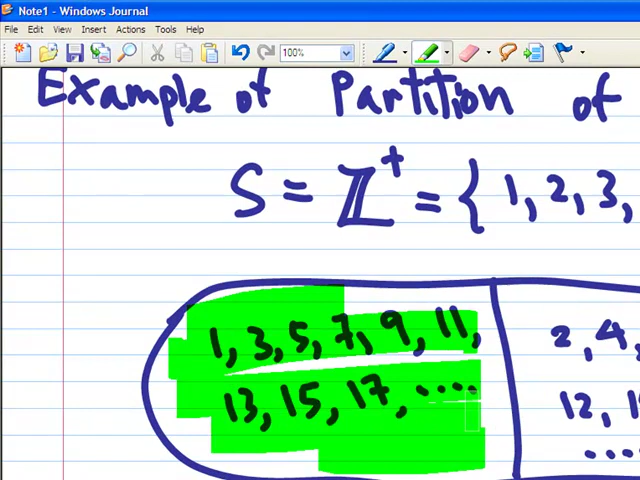 Note1 - Windows Journal
File Edit View Insert Actions Tools Help
100%
Example of Partition of
S = ℤ⁺ = { 1, 2, 3,
1, 3, 5, 7, 9, 11, 2, 4,
13, 15, 17, .... 12, 1
....